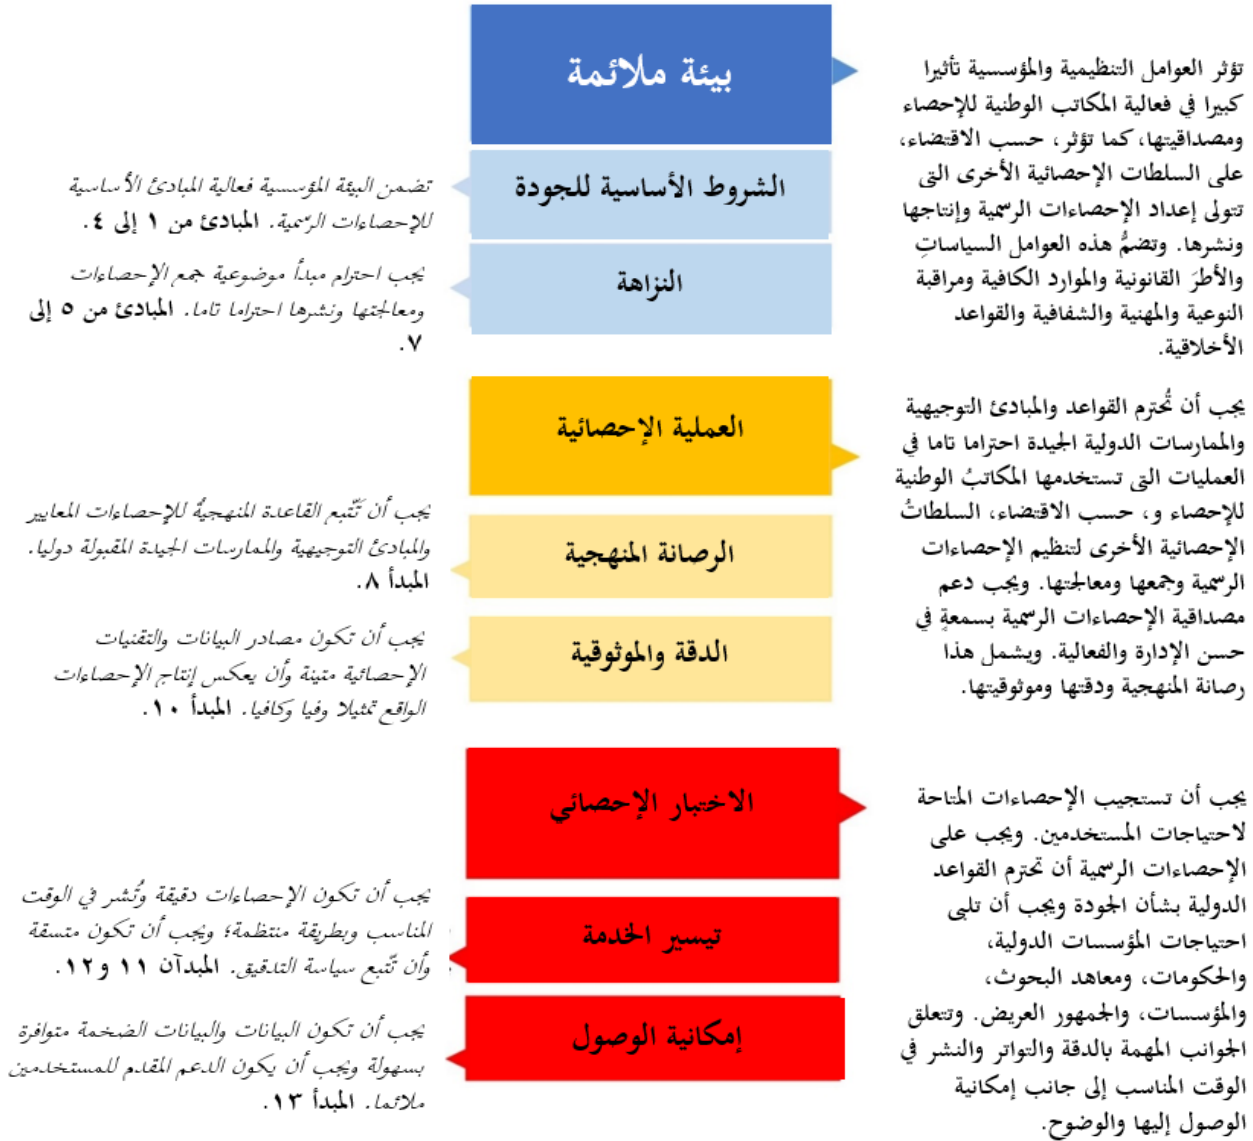 بيئة ملائمة
تؤثر العوامل التنظيمية والمؤسسية تأثيرا
كبيرا في فعالية المكاتب الوطنية للإحصاء
ومصداقيتها، كما تؤثر، حسب الاقتضاء،
على السلطات الإحصائية الأخرى التي
تتولى إعداد الإحصاءات الرسمية وإنتاجها
ونشرها. وتضمُّ هذه العوامل السياساتِ
والأطرَ القانونية والموارد الكافية ومراقبة
النوعية والمهنية والشفافية والقواعد
الأخلاقية.
الشروط الأساسية للجودة
تضمن البيئة المؤسسية فعالية المبادئ الأساسية
للإحصاءات الرسمية. المبادئ من ١ إلى ٤.
النزاهة
يجب احترام مبدأ موضوعية جمع الإحصاءات
ومعالجتها ونشرها احتراما تاما. المبادئ من ٥ إلى
٧.
العملية الإحصائية
يجب أن تُحترم القواعد والمبادئ التوجيهية
والممارسات الدولية الجيدة احتراما تاما في
العمليات التي تستخدمها المكاتبُ الوطنية
للإحصاء و، حسب الاقتضاء، السلطاتُ
الإحصائية الأخرى لتنظيم الإحصاءات
الرسمية وجمعها ومعالجتها. ويجب دعم
مصداقية الإحصاءات الرسمية بسمعةٍ في
حسن الإدارة والفعالية. ويشمل هذا
رصانة المنهجية ودقتها وموثوقيتها.
الرصانة المنهجية
يجب أن تَتّبع القاعدة المنهجيةٌ للإحصاءات المعايير
والمبادئ التوجيهية والممارسات الجيدة المقبولة دوليا.
المبدأ ٨.
الدقة والموثوقية
يجب أن تكون مصادر البيانات والتقنيات
الإحصائية متينة وأن يعكس إنتاج الإحصاءات
الواقع تمثيلا وفيا وكافيا. المبدأ ١٠.
الاختبار الإحصائي
يجب أن تستجيب الإحصاءات المتاحة
لاحتياجات المستخدمين. ويجب على
الإحصاءات الرسمية أن تحترم القواعد
الدولية بشأن الجودة ويجب أن تلبي
احتياجات المؤسسات الدولية،
والحكومات، ومعاهد البحوث،
والمؤسسات، والجمهور العريض. وتتعلق
الجوانب المهمة بالدقة والتواتر والنشر في
الوقت المناسب إلى جانب إمكانية
الوصول إليها والوضوح.
تيسير الخدمة
يجب أن تكون الإحصاءات دقيقة وتُنشر في الوقت
المناسب وبطريقة منتظمة؛ ويجب أن تكون متسقة
وأن تتّبع سياسة التدقيق. المبدآن ١١ و١٢.
إمكانية الوصول
يجب أن تكون البيانات والبيانات الضخمة متوافرة
بسهولة ويجب أن يكون الدعم المقدم للمستخدمين
ملائما. المبدأ ١٣.